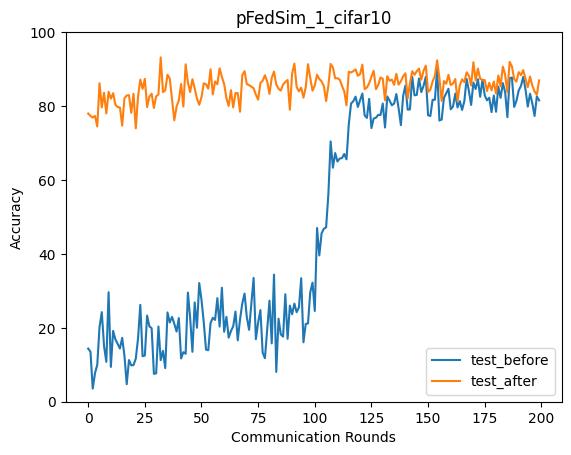 pFedSim_1_cifar10
100
80
60
40
20
0
Accuracy
0 25 50 75 100 125 150 175 200
Communication Rounds
test_before
test_after